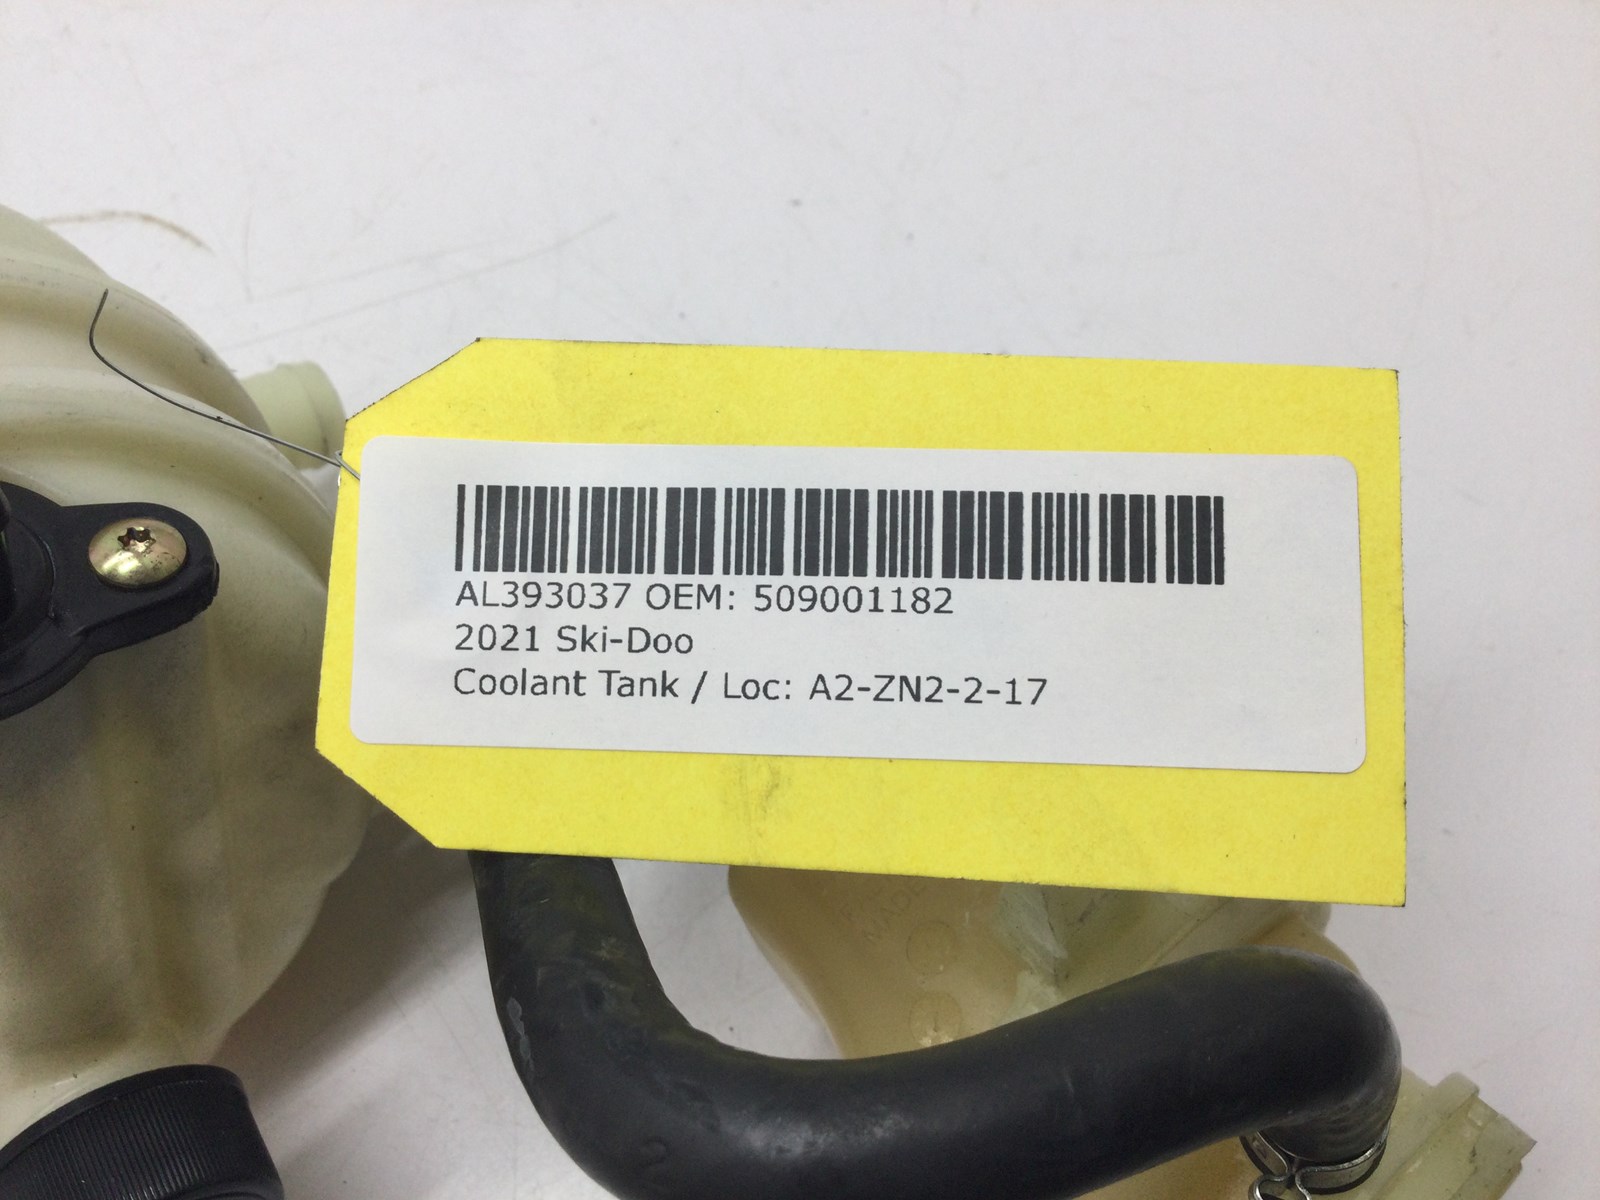 AL393037 OEM: 509001182
2021 Ski-Doo
Coolant Tank / Loc: A2-ZN2-2-17